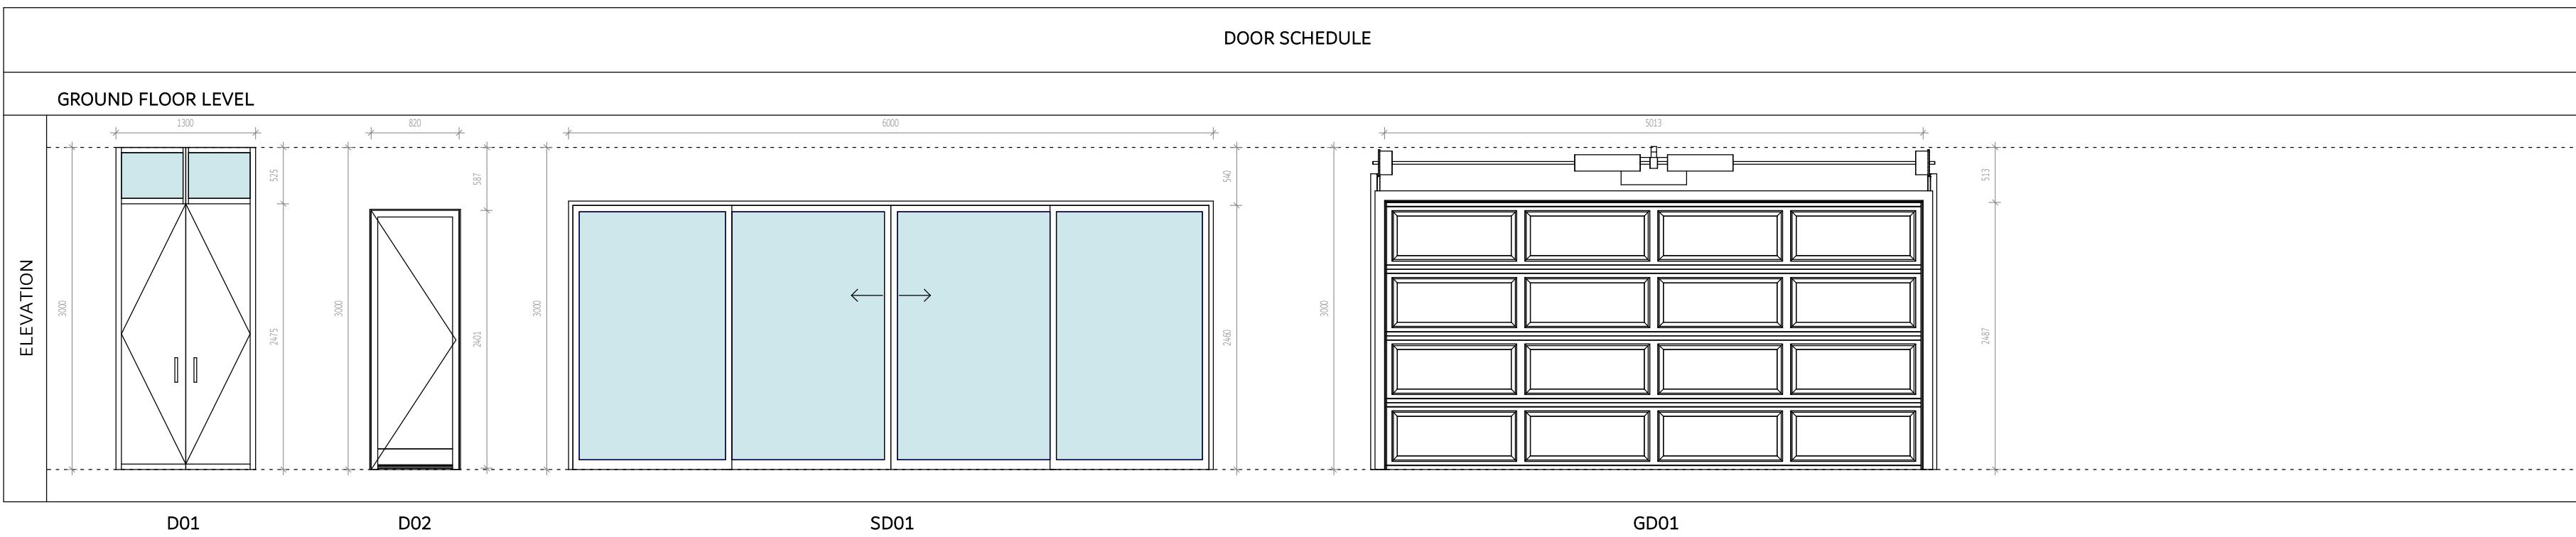 DOOR SCHEDULE
GROUND FLOOR LEVEL
1300
820
6000
5013
525
587
540
513
3000
2475
3000
2401
3000
2460
3000
2487
ELEVATION
D01
D02
SD01
GD01